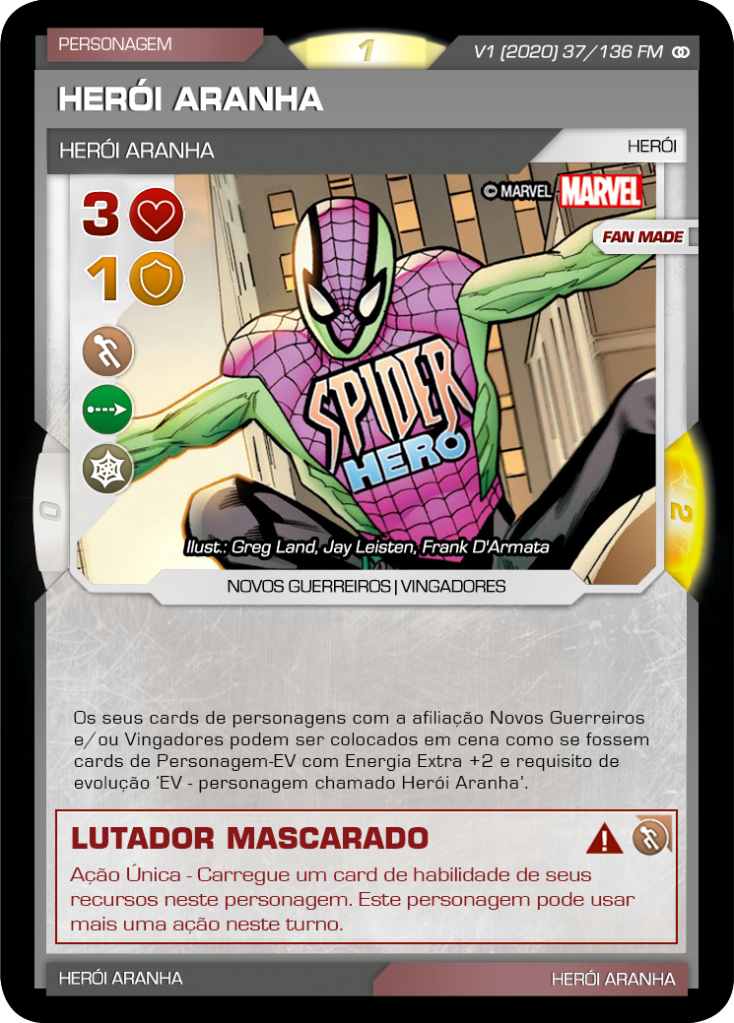 PERSONAGEM
1
V1 (2020) 37/136 FM
HERÓI ARANHA
HERÓI ARANHA
HERÓI
© MARVEL MARVEL
3
FAN MADE
1
SPIDER
HERO
0
2
Ilust.: Greg Land, Jay Leisten, Frank D'Armata
NOVOS GUERREIROS|VINGADORES
Os seus cards de personagens com a afiliação Novos Guerreiros
e/ou Vingadores podem ser colocados em cena como se fossem
cards de Personagem-EV com Energia Extra +2 e requisito de
evolução 'EV - personagem chamado Herói Aranha'.
LUTADOR MASCARADO
Ação Única - Carregue um card de habilidade de seus
recursos neste personagem. Este personagem pode usar
mais uma ação neste turno.
HERÓI ARANHA
HERÓI ARANHA